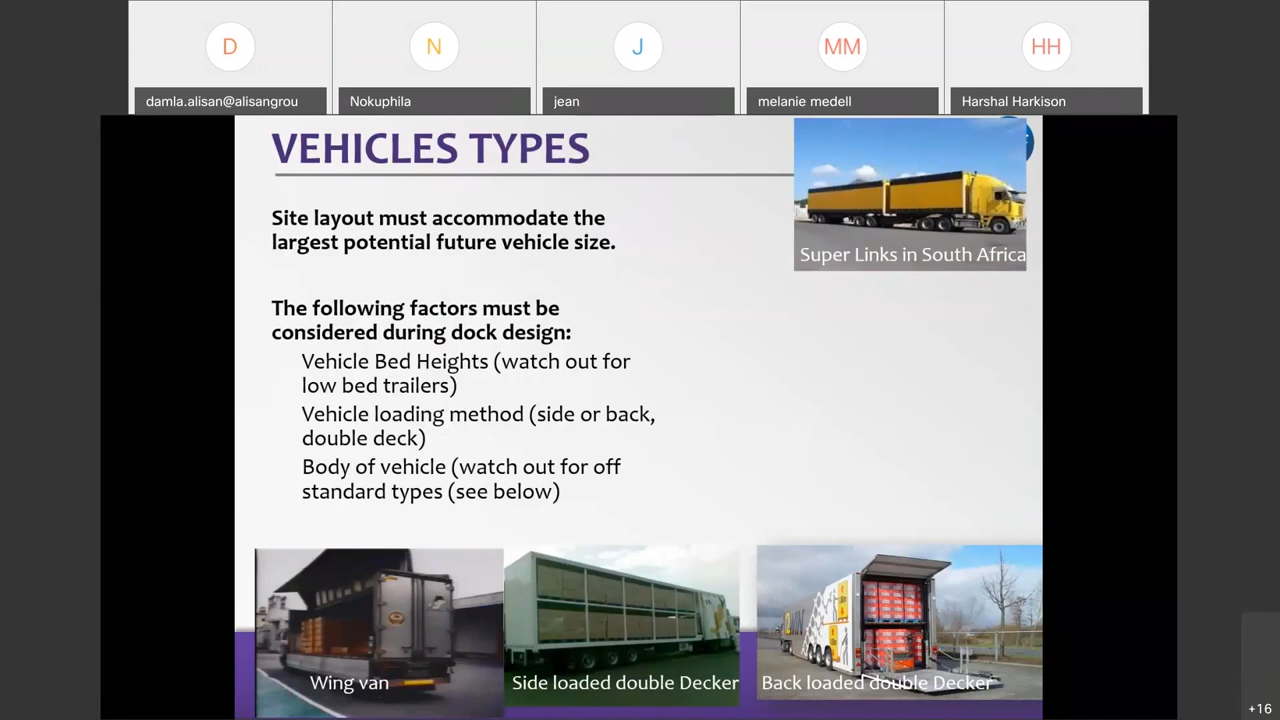 D
N
J
MM
HH
damla.alisan@alisangrou
Nokuphila
jean
melanie medell
Harshal Harkison
VEHICLES TYPES
Super Links in South Africa
Site layout must accommodate the
largest potential future vehicle size.
The following factors must be
considered during dock design:
Vehicle Bed Heights (watch out for
low bed trailers)
Vehicle loading method (side or back,
double deck)
Body of vehicle (watch out for off
standard types (see below)
Wing van
Side loaded double Decker
Back loaded double Decker
+16